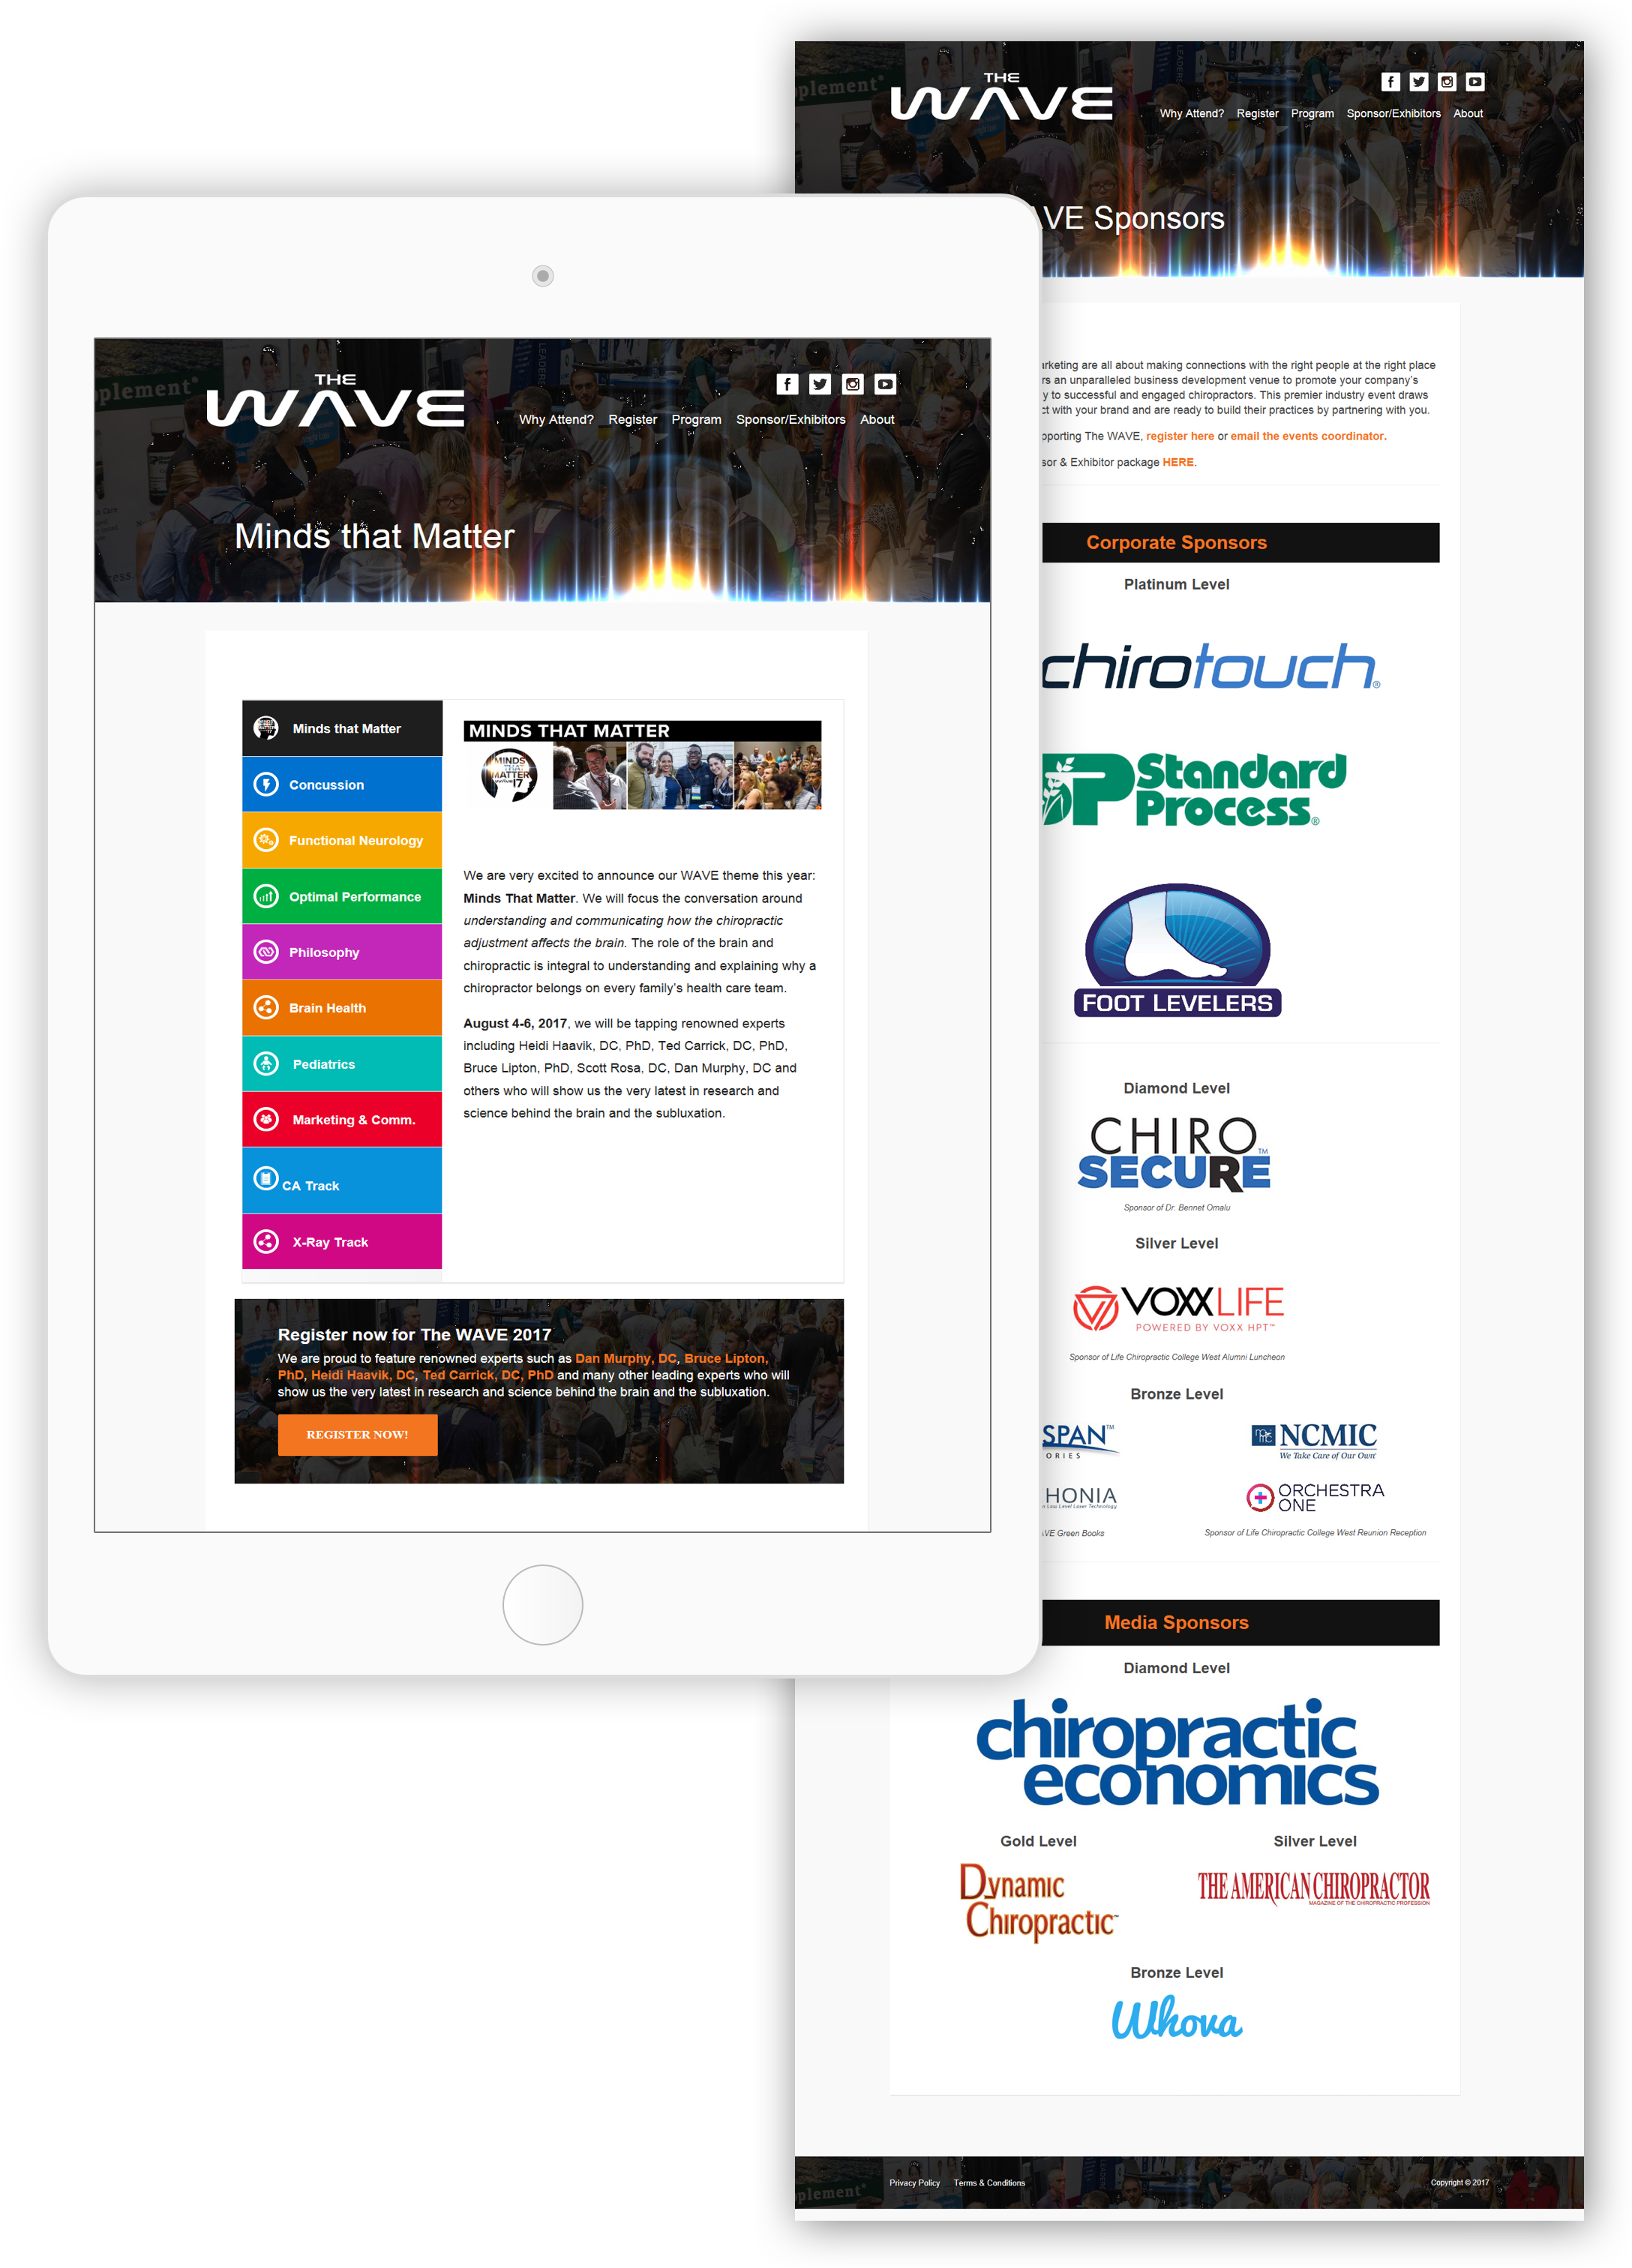 THE
WAVE
Why Attend? Register Program Sponsor/Exhibitors About
Minds that Matter
Minds that Matter
Concussion
Functional Neurology
Optimal Performance
Philosophy
Brain Health
Pediatrics
Marketing & Comm.
CA Track
X-Ray Track
MINDS THAT MATTER
MINDS
THAT
MATTER
17
We are very excited to announce our WAVE theme this year:
Minds That Matter. We will focus the conversation around
understanding and communicating how the chiropractic
adjustment affects the brain. The role of the brain and
chiropractic is integral to understanding and explaining why a
chiropractor belongs on every family's health care team.
August 4-6, 2017, we will be tapping renowned experts
including Heidi Haavik, DC, PhD, Ted Carrick, DC, PhD,
Bruce Lipton, PhD, Scott Rosa, DC, Dan Murphy, DC and
others who will show us the very latest in research and
science behind the brain and the subluxation.
Register now for The WAVE 2017
We are proud to feature renowned experts such as Dan Murphy, DC, Bruce Lipton,
PhD, Heidi Haavik, DC, Ted Carrick, DC, PhD and many other leading experts who will
show us the very latest in research and science behind the brain and the subluxation.
REGISTER NOW!
plement®
LEADERS
THE
WAVE
Why Attend? Register Program Sponsor/Exhibitors About
AVE Sponsors
rketing are all about making connections with the right people at the right place
rs an unparalleled business development venue to promote your company's
y to successful and engaged chiropractors. This premier industry event draws
ct with your brand and are ready to build their practices by partnering with you.
pporting The WAVE, register here or email the events coordinator.
sor & Exhibitor package HERE.
Corporate Sponsors
Platinum Level
chirotouch®
SP Standard
Process®
FOOT LEVELERS
Diamond Level
CHIRO
SECURE™
Sponsor of Dr. Bennet Omalu
Silver Level
VOXXLIFE
POWERED BY VOXX HPT™
Sponsor of Life Chiropractic College West Alumni Luncheon
Bronze Level
SPAN™
ORIES
NCMIC
We Take Care of Our Own
HONIA
n Low Level Laser Technology
ORCHESTRA
ONE
AVE Green Books
Sponsor of Life Chiropractic College West Reunion Reception
Media Sponsors
Diamond Level
chiropractic
economics
Gold Level
Silver Level
Dynamic
Chiropractic™
THE AMERICAN CHIROPRACTOR
MAGAZINE OF THE CHIROPRACTIC PROFESSION
Bronze Level
Whova
Privacy Policy Terms & Conditions
Copyright © 2017